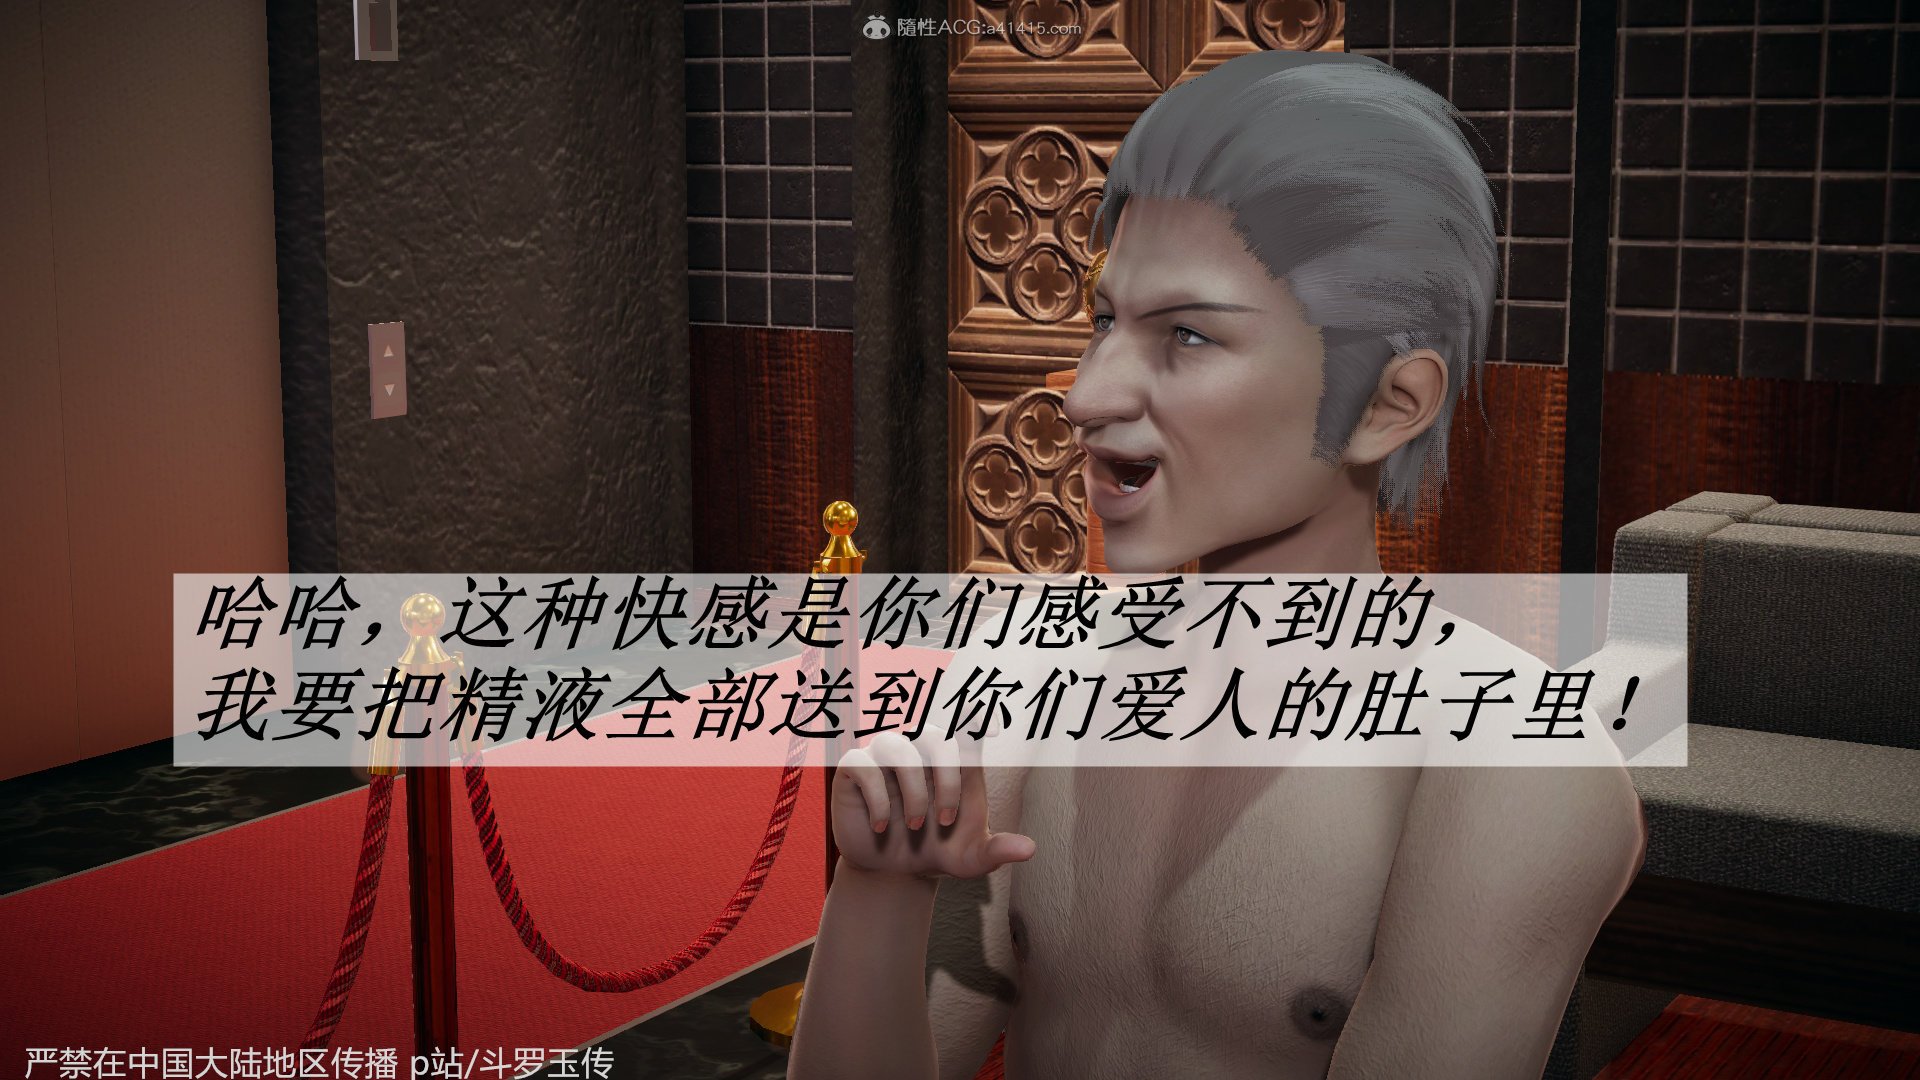 隨性ACG:a41415.com
哈哈，这种快感是你们感受不到的，
我要把精液全部送到你们爱人的肚子里！
严禁在中国大陆地区传播 p站/斗罗玉传